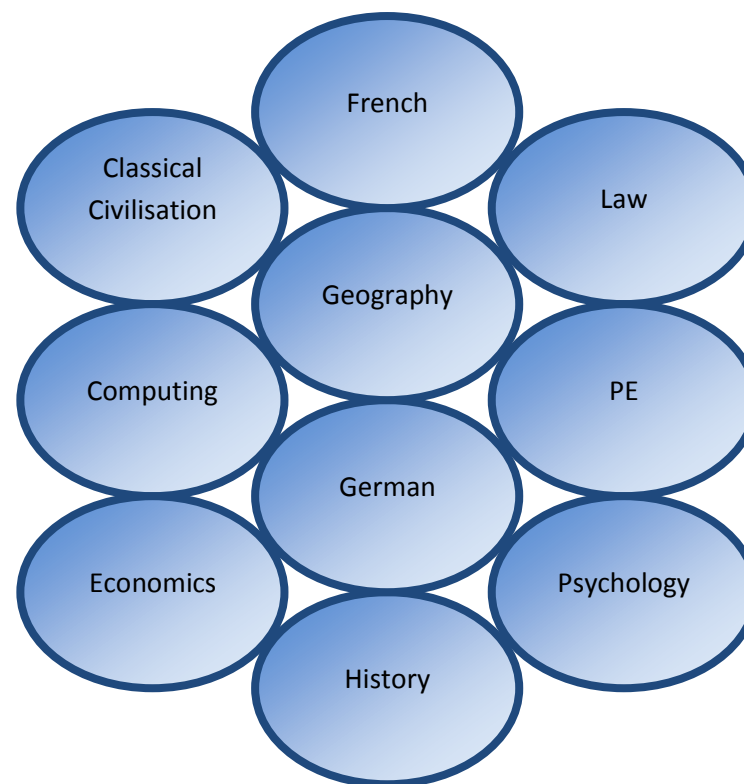 French
Classical
Civilisation
Law
Geography
Computing
PE
German
Economics
Psychology
History